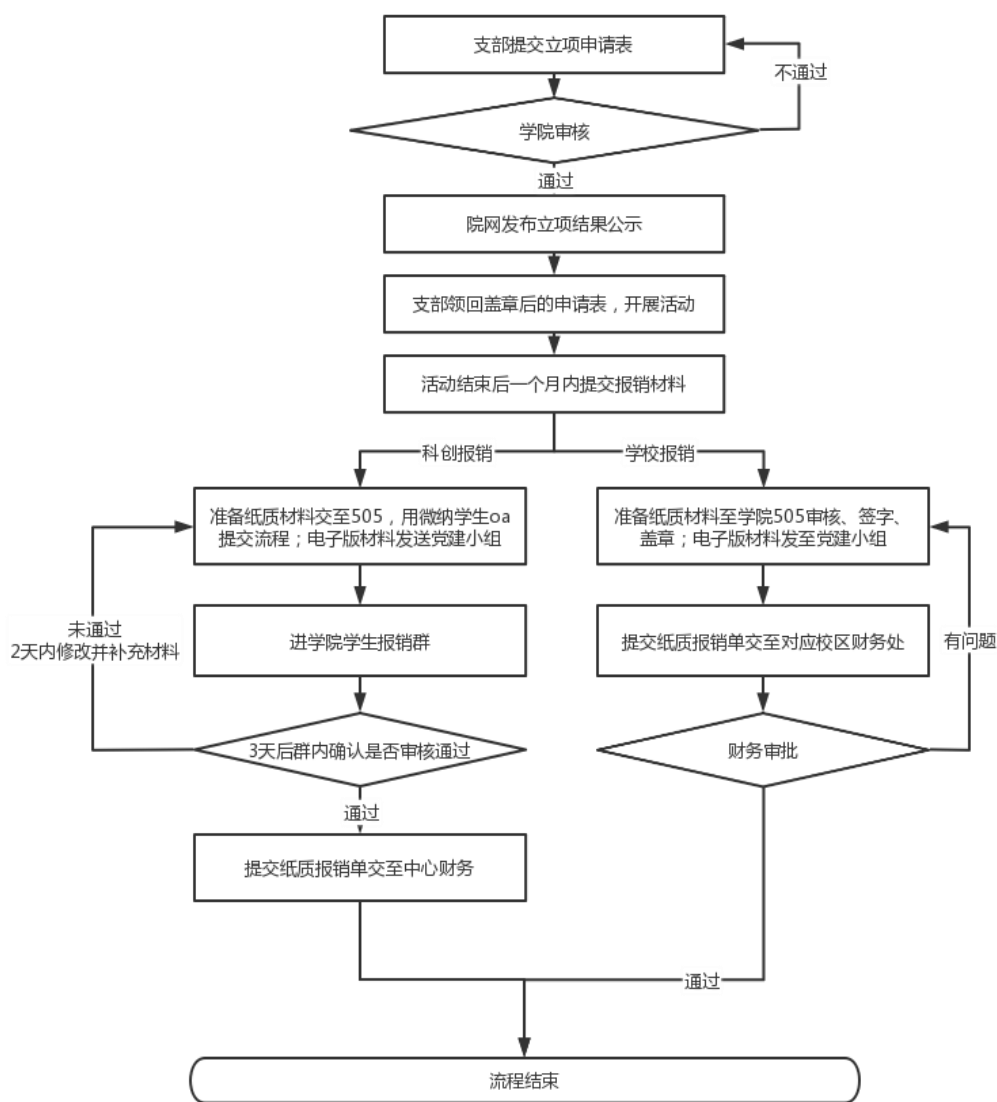 支部提交立项申请表
不通过
学院审核
通过
院网发布立项结果公示
支部领回盖章后的申请表，开展活动
活动结束后一个月内提交报销材料
科创报销
学校报销
准备纸质材料交至505，用微纳学生oa
提交流程；电子版材料发送党建小组
准备纸质材料至学院505审核、签字、
盖章；电子版材料发至党建小组
未通过
2天内修改并补充材料
进学院学生报销群
提交纸质报销单交至对应校区财务处
有问题
3天后群内确认是否审核通过
财务审批
通过
提交纸质报销单交至中心财务
通过
流程结束